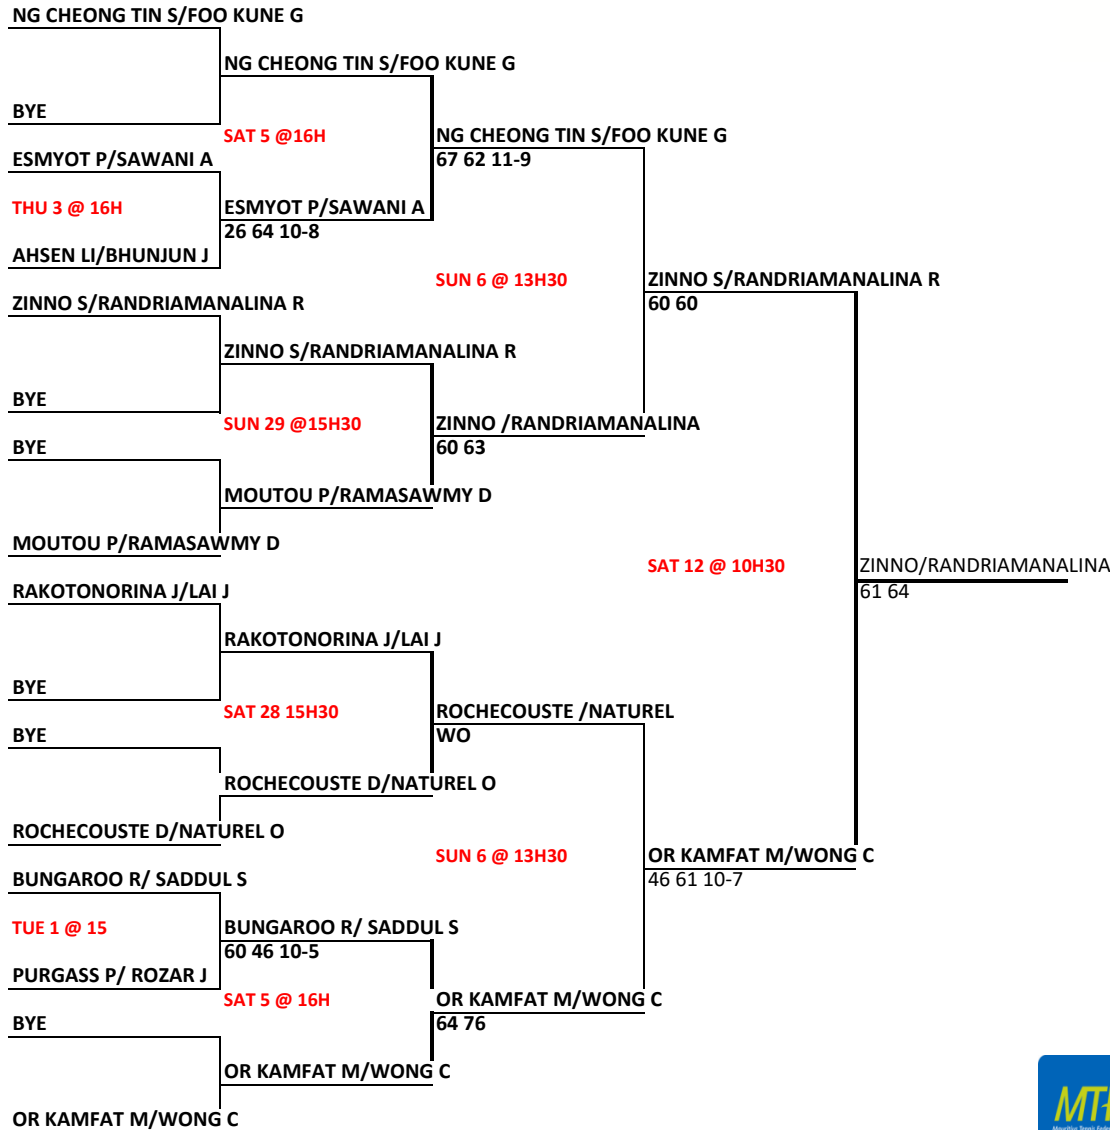 NG CHEONG TIN S/FOO KUNE G
NG CHEONG TIN S/FOO KUNE G
BYE
SAT 5 @16H
NG CHEONG TIN S/FOO KUNE G
ESMYOT P/SAWANI A
67 62 11-9
THU 3 @ 16H
ESMYOT P/SAWANI A
26 64 10-8
AHSEN LI/BHUNJUN J
SUN 6 @ 13H30
ZINNO S/RANDRIAMANALINA R
ZINNO S/RANDRIAMANALINA R
60 60
ZINNO S/RANDRIAMANALINA R
BYE
SUN 29 @15H30
ZINNO /RANDRIAMANALINA
BYE
60 63
MOUTOU P/RAMASAWMY D
MOUTOU P/RAMASAWMY D
SAT 12 @ 10H30
ZINNO/RANDRIAMANALINA
RAKOTONORINA J/LAI J
61 64
RAKOTONORINA J/LAI J
BYE
SAT 28 15H30
ROCHECOUSTE /NATUREL
BYE
WO
ROCHECOUSTE D/NATUREL O
ROCHECOUSTE D/NATUREL O
SUN 6 @ 13H30
OR KAMFAT M/WONG C
BUNGAROO R/ SADDUL S
46 61 10-7
TUE 1 @ 15
BUNGAROO R/ SADDUL S
60 46 10-5
PURGASS P/ ROZAR J
SAT 5 @ 16H
OR KAMFAT M/WONG C
BYE
64 76
OR KAMFAT M/WONG C
OR KAMFAT M/WONG C